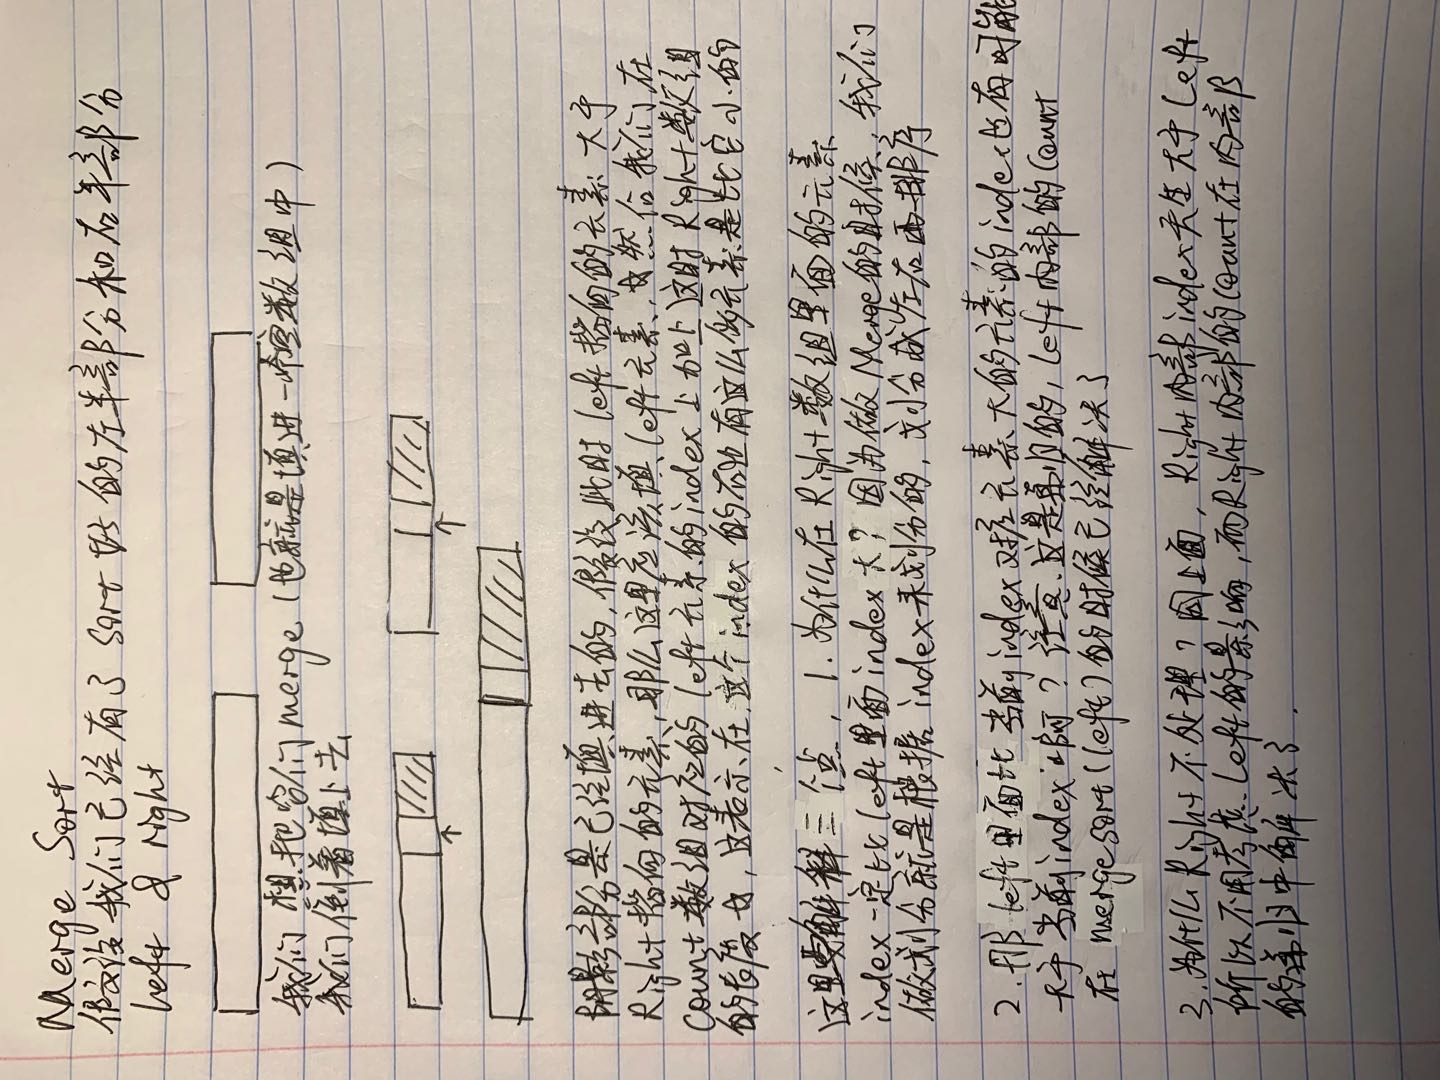 Merge Sort
假设我们已经有了 sort 好的左半部分和右半部分
left & right
我们想把它们merge (也就是填进一个空数组中)
我们倒着填上去
阴影部分是已经填进去的, 假设此时 left 指向的元素大于
Right 指向的元素, 那么这里应该填 left 元素, 然后我们在
count 数组对应的 left 元素的 index 上加上这时 Right 数组
的长度, 这表示在这个 index 的右边有这么多元素是比它小的
这里要解释三个点, 1. 为什么在 Right 数组里面的元素
index 一定比 left 里面 index 大? 因为做 Merge 的时候, 我们
做划分就是根据 index 来划分的, 划分成左右再排序
2. 那 left 里面比当前 index 对应元素大的元素的 index 也有可能
大于当前 index 啊? 注意, 这是递归的, Left 内部的 Count
在 merge sort (left) 的时候已经解决了
3. 为什么 Right 不处理? 同上面, Right 内部 index 天生大于 Left
所以不用考虑 Left 的影响, 而 Right 内部的 Count 在内部
的递归中解决了.